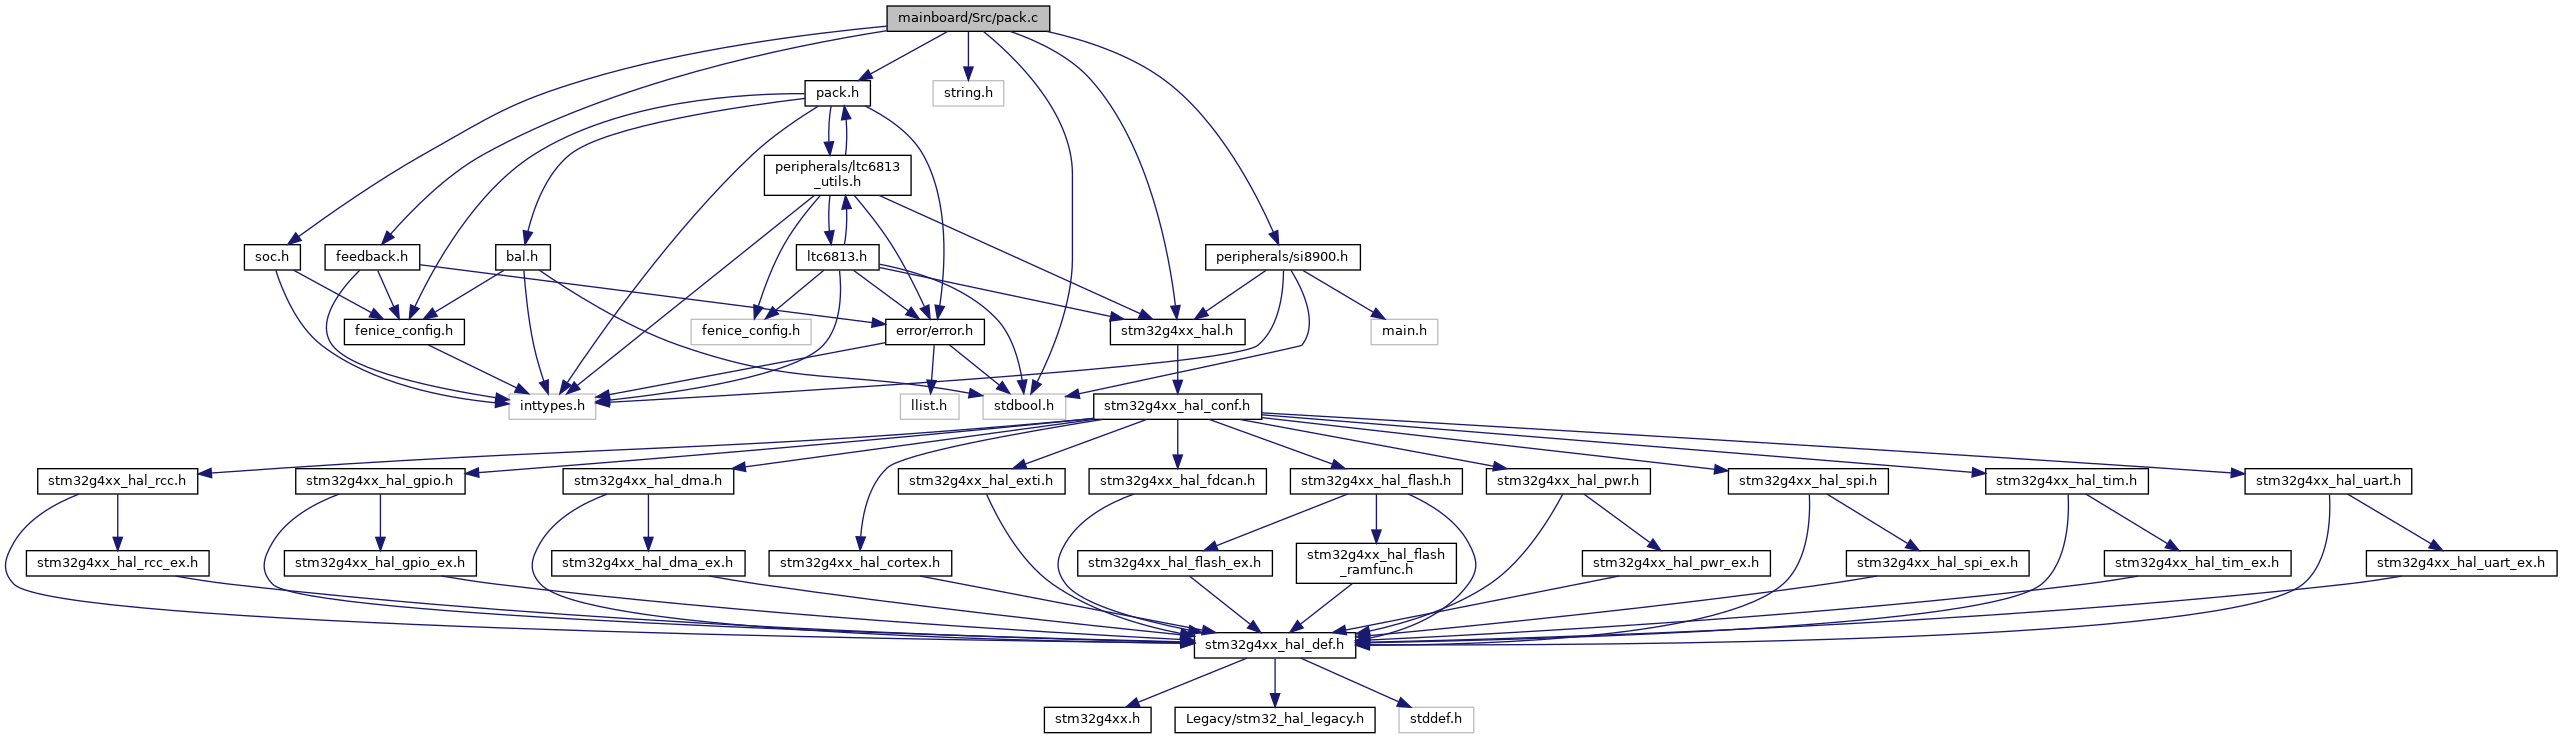 mainboard/Src/pack.c
pack.h
string.h
peripherals/ltc6813
_utils.h
soc.h
feedback.h
bal.h
ltc6813.h
peripherals/si8900.h
fenice_config.h
fenice_config.h
error/error.h
stm32g4xx_hal.h
main.h
inttypes.h
llist.h
stdbool.h
stm32g4xx_hal_conf.h
stm32g4xx_hal_rcc.h
stm32g4xx_hal_gpio.h
stm32g4xx_hal_dma.h
stm32g4xx_hal_exti.h
stm32g4xx_hal_fdcan.h
stm32g4xx_hal_flash.h
stm32g4xx_hal_pwr.h
stm32g4xx_hal_spi.h
stm32g4xx_hal_tim.h
stm32g4xx_hal_uart.h
stm32g4xx_hal_rcc_ex.h
stm32g4xx_hal_gpio_ex.h
stm32g4xx_hal_dma_ex.h
stm32g4xx_hal_cortex.h
stm32g4xx_hal_flash_ex.h
stm32g4xx_hal_flash
_ramfunc.h
stm32g4xx_hal_pwr_ex.h
stm32g4xx_hal_spi_ex.h
stm32g4xx_hal_tim_ex.h
stm32g4xx_hal_uart_ex.h
stm32g4xx_hal_def.h
stm32g4xx.h
Legacy/stm32_hal_legacy.h
stddef.h